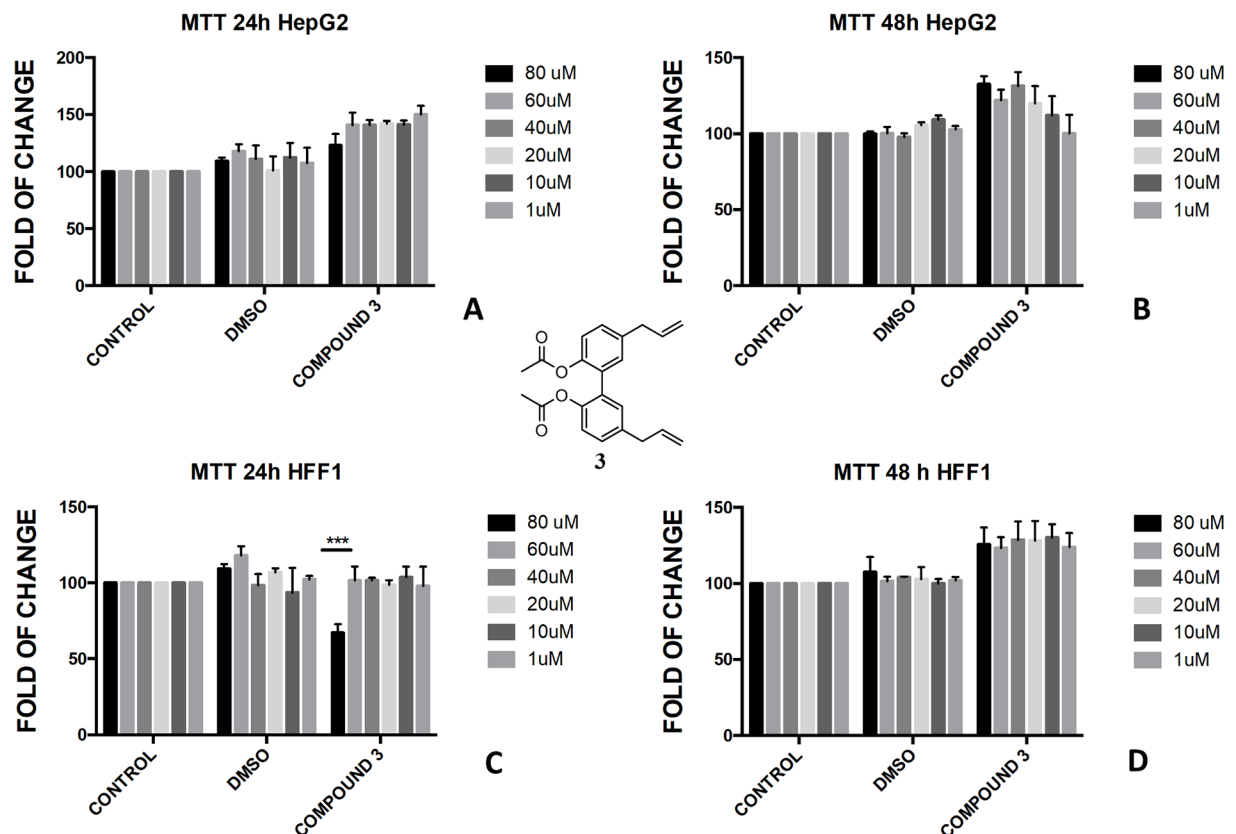 MTT 24h HepG2
FOLD OF CHANGE
200
150
100
50
0
CONTROL
DMSO
COMPOUND 3
80 uM
60uM
40uM
20uM
10uM
1uM
A
MTT 48h HepG2
FOLD OF CHANGE
150
100
50
0
CONTROL
DMSO
COMPOUND 3
80 uM
60uM
40uM
20uM
10uM
1uM
B
O
O
O
O
3
MTT 24h HFF1
FOLD OF CHANGE
150
100
50
0
***
CONTROL
DMSO
COMPOUND 3
80 uM
60uM
40uM
20uM
10uM
1uM
C
MTT 48 h HFF1
FOLD OF CHANGE
150
100
50
0
CONTROL
DMSO
COMPOUND 3
80 uM
60uM
40uM
20uM
10uM
1uM
D